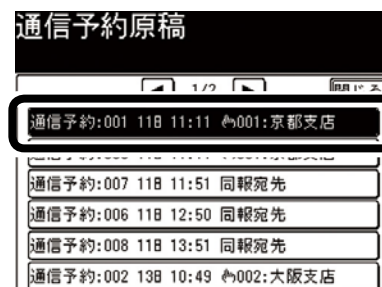 通信予約原稿
1/2
閉じる
通信予約:001 11日 11:11 001:京都支店
通信予約:007 11日 11:51 同報宛先
通信予約:006 11日 12:50 同報宛先
通信予約:008 11日 13:51 同報宛先
通信予約:002 13日 10:49 002:大阪支店